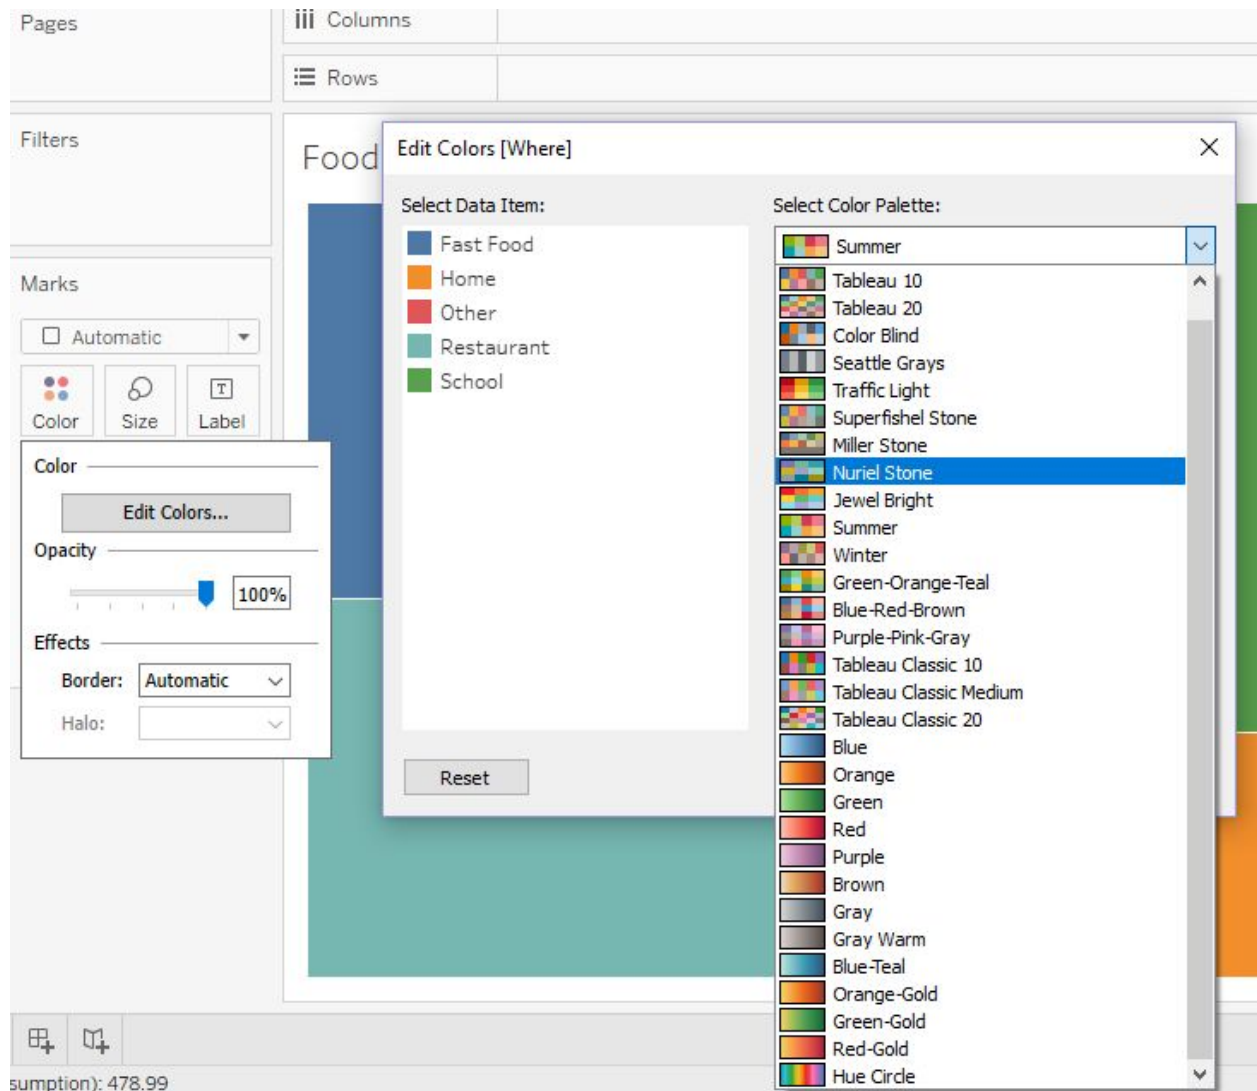 Pages
Columns
Rows
Filters
Food
Marks
Automatic
Color
Size
T
Label
Color
Edit Colors...
Opacity
100%
Effects
Border:
Automatic
Halo:
Edit Colors [Where]
Select Data Item:
Fast Food
Home
Other
Restaurant
School
Reset
Select Color Palette:
Summer
Tableau 10
Tableau 20
Color Blind
Seattle Grays
Traffic Light
Superfishel Stone
Miller Stone
Nuriel Stone
Jewel Bright
Summer
Winter
Green-Orange-Teal
Blue-Red-Brown
Purple-Pink-Gray
Tableau Classic 10
Tableau Classic Medium
Tableau Classic 20
Blue
Orange
Green
Red
Purple
Brown
Gray
Gray Warm
Blue-Teal
Orange-Gold
Green-Gold
Red-Gold
Hue Circle
sumption): 478.99